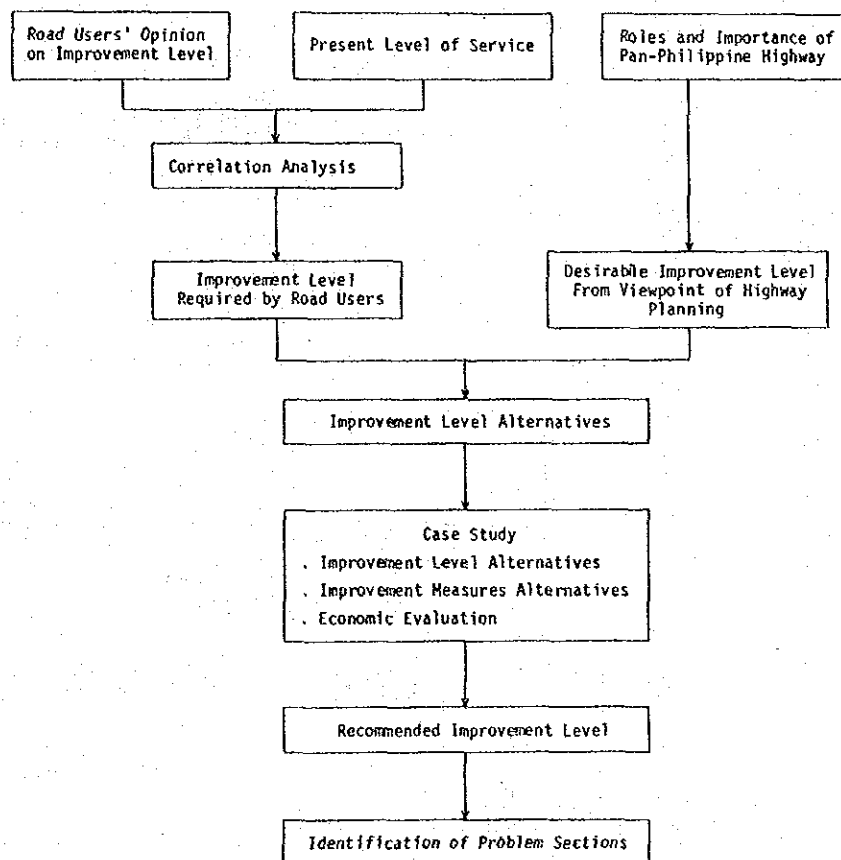 Road Users' Opinion
on Improvement Level
Present Level of Service
Roles and Importance of
Pan-Philippine Highway
Correlation Analysis
Improvement Level
Required by Road Users
Desirable Improvement Level
From Viewpoint of Highway
Planning
Improvement Level Alternatives
Case Study
. Improvement Level Alternatives
. Improvement Measures Alternatives
. Economic Evaluation
Recommended Improvement Level
Identification of Problem Sections